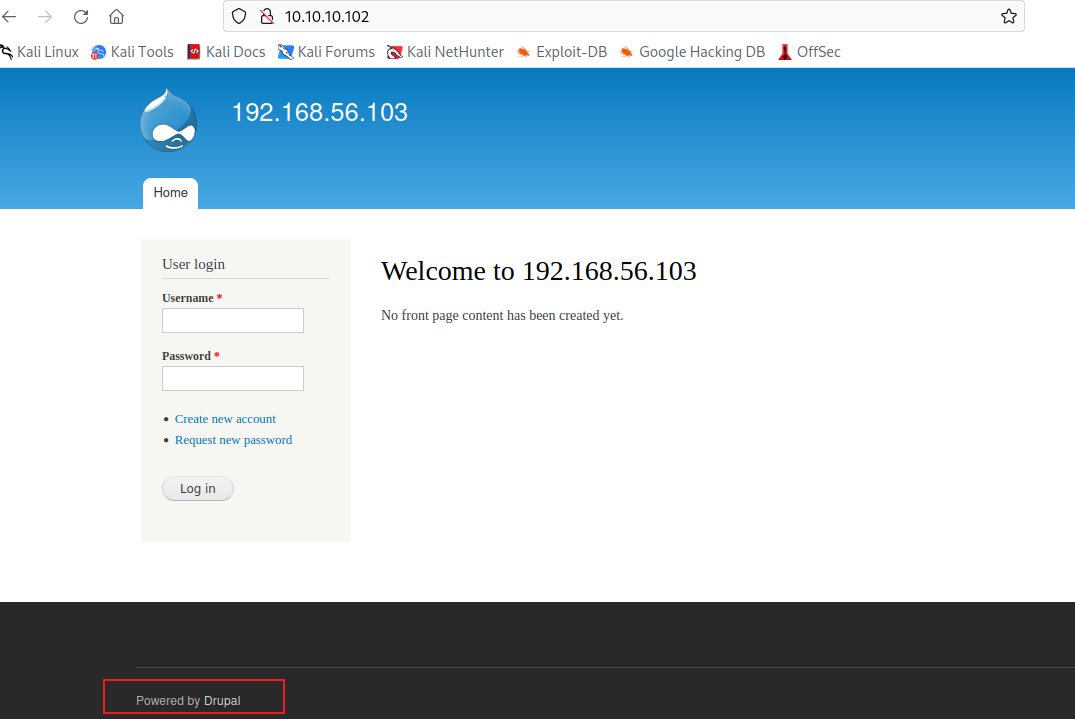 10.10.10.102
Kali Linux Kali Tools Kali Docs Kali Forums Kali NetHunter Exploit-DB Google Hacking DB OffSec
192.168.56.103
Home
User login
Welcome to 192.168.56.103
Username *
No front page content has been created yet.
Password *
Create new account
Request new password
Log in
Powered by Drupal